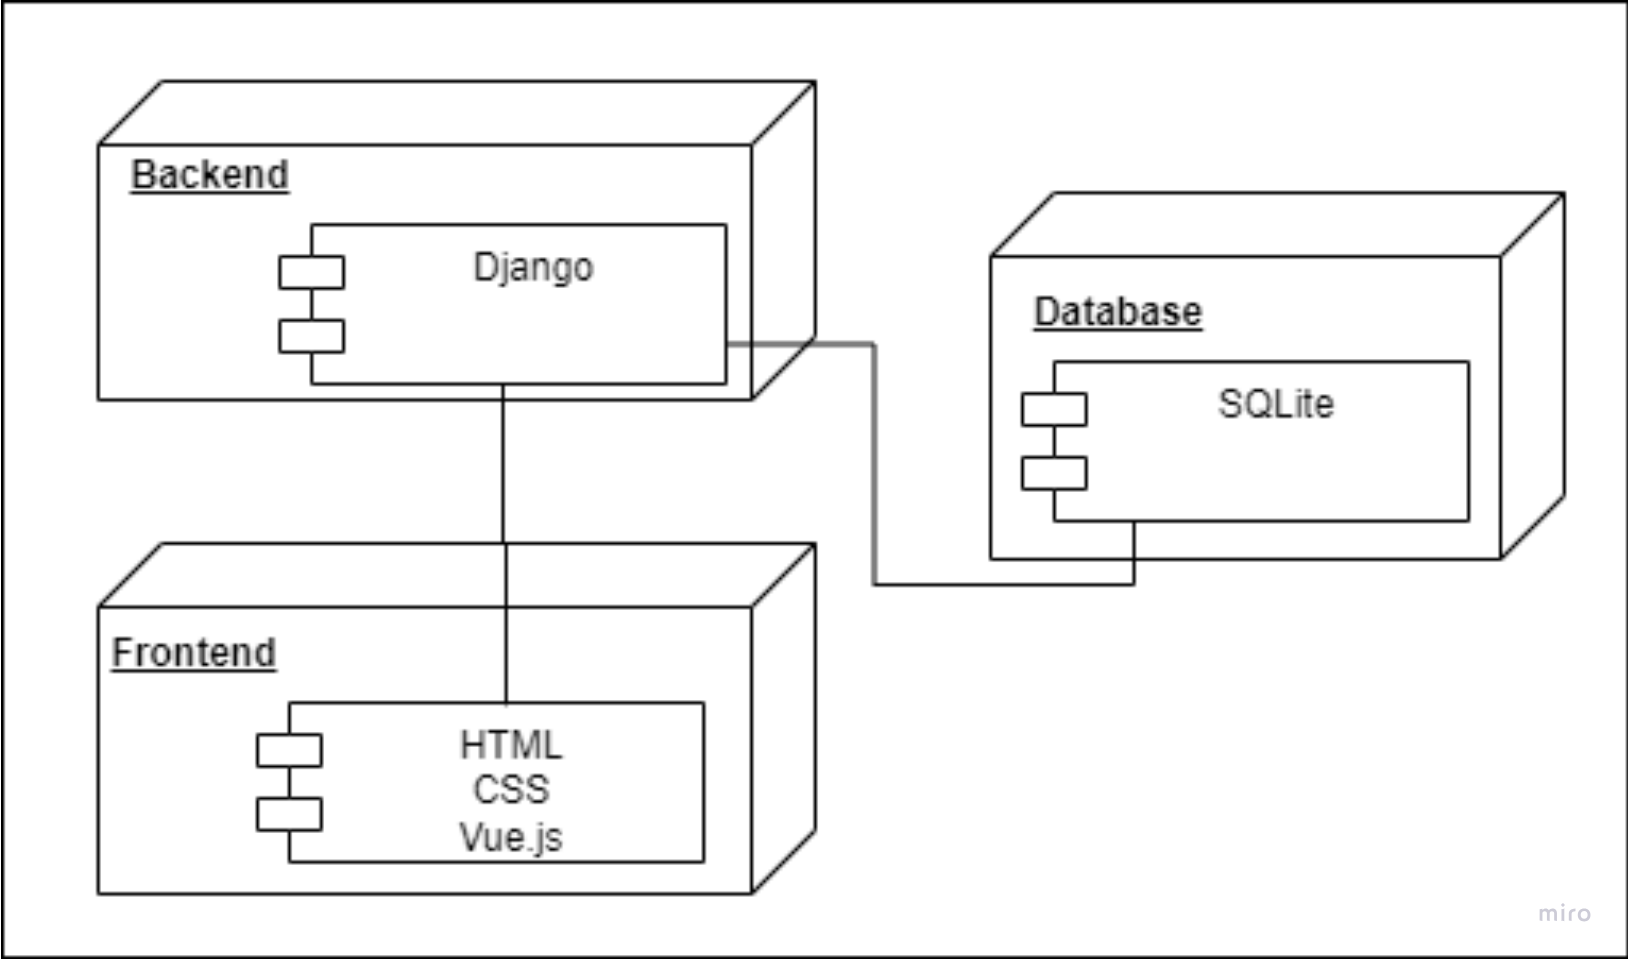 Backend
Django
Database
SQLite
Frontend
HTML
CSS
Vue.js
miro